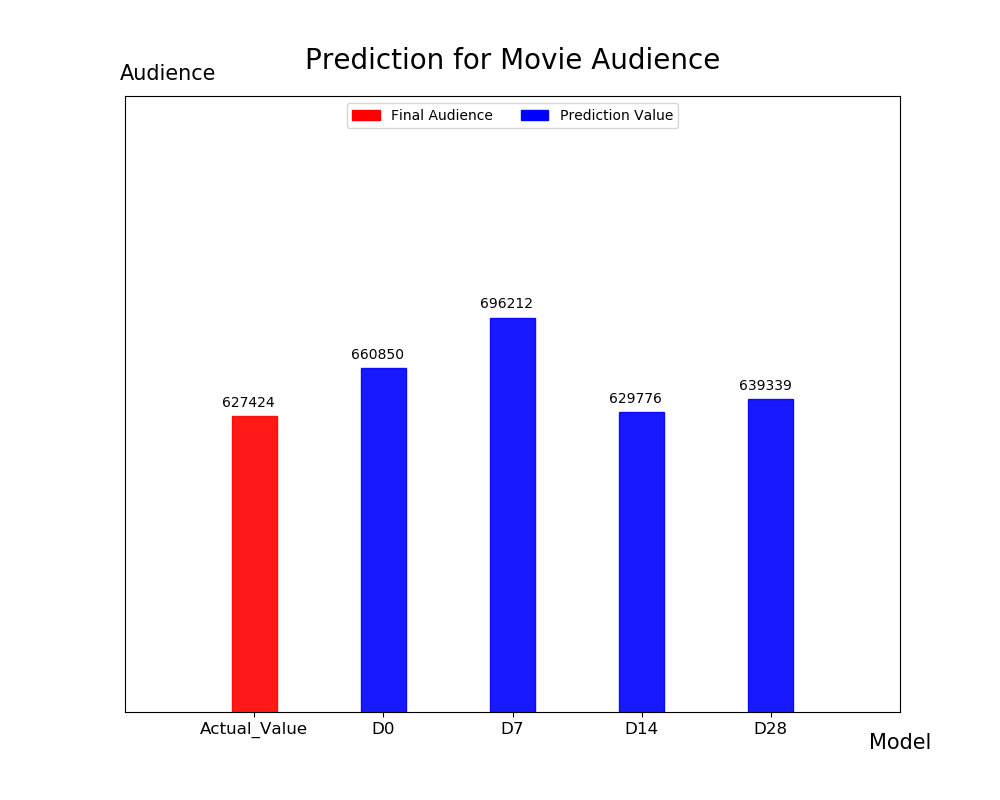 Prediction for Movie Audience
Audience
Final Audience
Prediction Value
696212
660850
639339
629776
627424
Actual_Value
D0
D7
D14
D28
Model